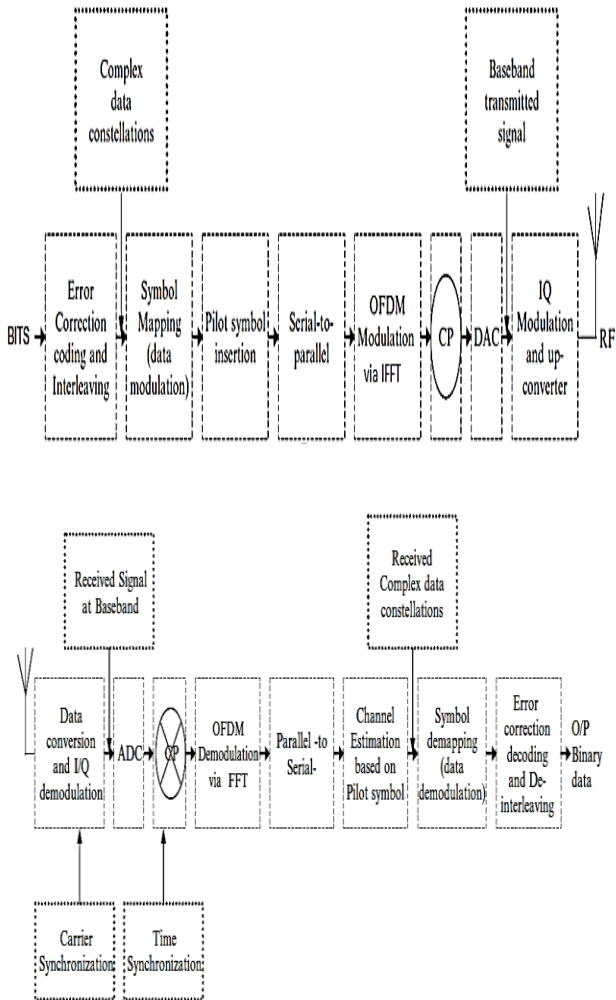 Complex
data
constellations
Baseband
transmitted
signal
BITS
Error
Correction
coding and
Interleaving
Symbol
Mapping
(data
modulation)
Pilot symbol
insertion
Serial-to-
parallel
OFDM
Modulation
via IFFT
CP
DAC
IQ
Modulation
and up-
converter
RF
Received Signal
at Baseband
Received
Complex data
constellations
Data
conversion
and I/Q
demodulation
ADC
CP
OFDM
Demodulation
via FFT
Parallel -to
Serial-
Channel
Estimation
based on
Pilot symbol
Symbol
demapping
(data
demodulation)
Error
correction
decoding
and De-
interleaving
O/P
Binary
data
Carrier
Synchronization
Time
Synchronization